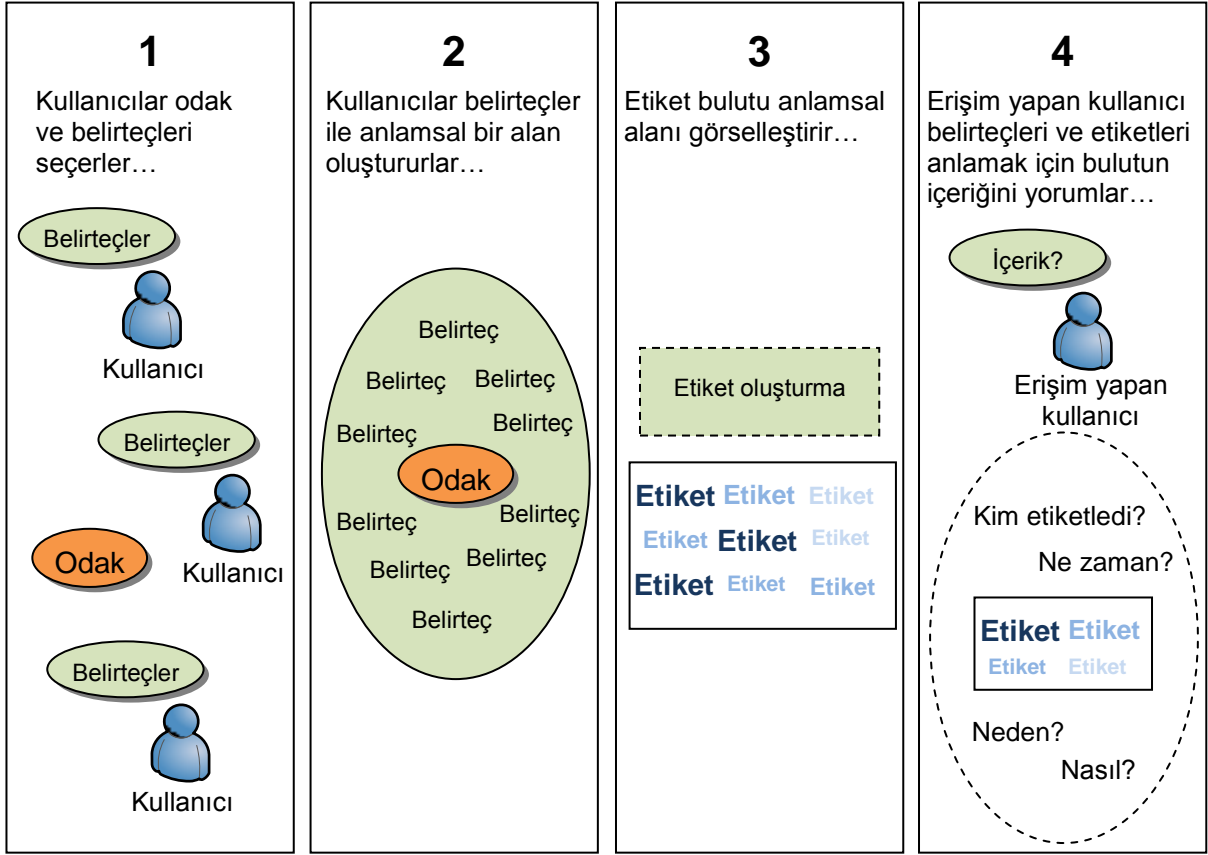 1
Kullanıcılar odak
ve belirteçleri
seçerler…
Belirteçler
Kullanıcı
Belirteçler
Odak
Kullanıcı
Belirteçler
Kullanıcı
2
Kullanıcılar belirteçler
ile anlamsal bir alan
oluştururlar…
Belirteç
Belirteç Belirteç
Belirteç Belirteç
Odak
Belirteç Belirteç
Belirteç Belirteç
Belirteç
3
Etiket bulutu anlamsal
alanı görselleştirir…
Etiket oluşturma
Etiket Etiket Etiket
Etiket Etiket Etiket
Etiket Etiket Etiket
4
Erişim yapan kullanıcı
belirteçleri ve etiketleri
anlamak için bulutun
içeriğini yorumlar…
İçerik?
Erişim yapan
kullanıcı
Kim etiketledi?
Ne zaman?
Etiket Etiket
Etiket Etiket
Neden?
Nasıl?